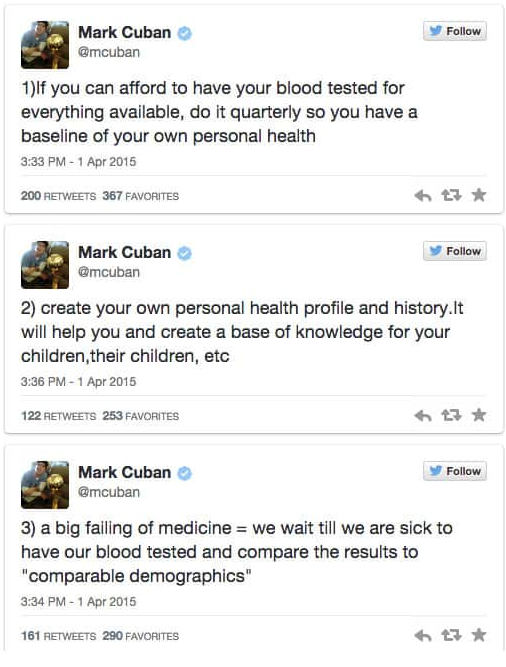 Mark Cuban
Follow
@mcuban
1)If you can afford to have your blood tested for
everything available, do it quarterly so you have a
baseline of your own personal health
3:33 PM - 1 Apr 2015
200 RETWEETS 367 FAVORITES
Mark Cuban
Follow
@mcuban
2) create your own personal health profile and history.It
will help you and create a base of knowledge for your
children,their children, etc
3:36 PM - 1 Apr 2015
122 RETWEETS 253 FAVORITES
Mark Cuban
Follow
@mcuban
3) a big failing of medicine = we wait till we are sick to
have our blood tested and compare the results to
"comparable demographics"
3:34 PM - 1 Apr 2015
161 RETWEETS 290 FAVORITES